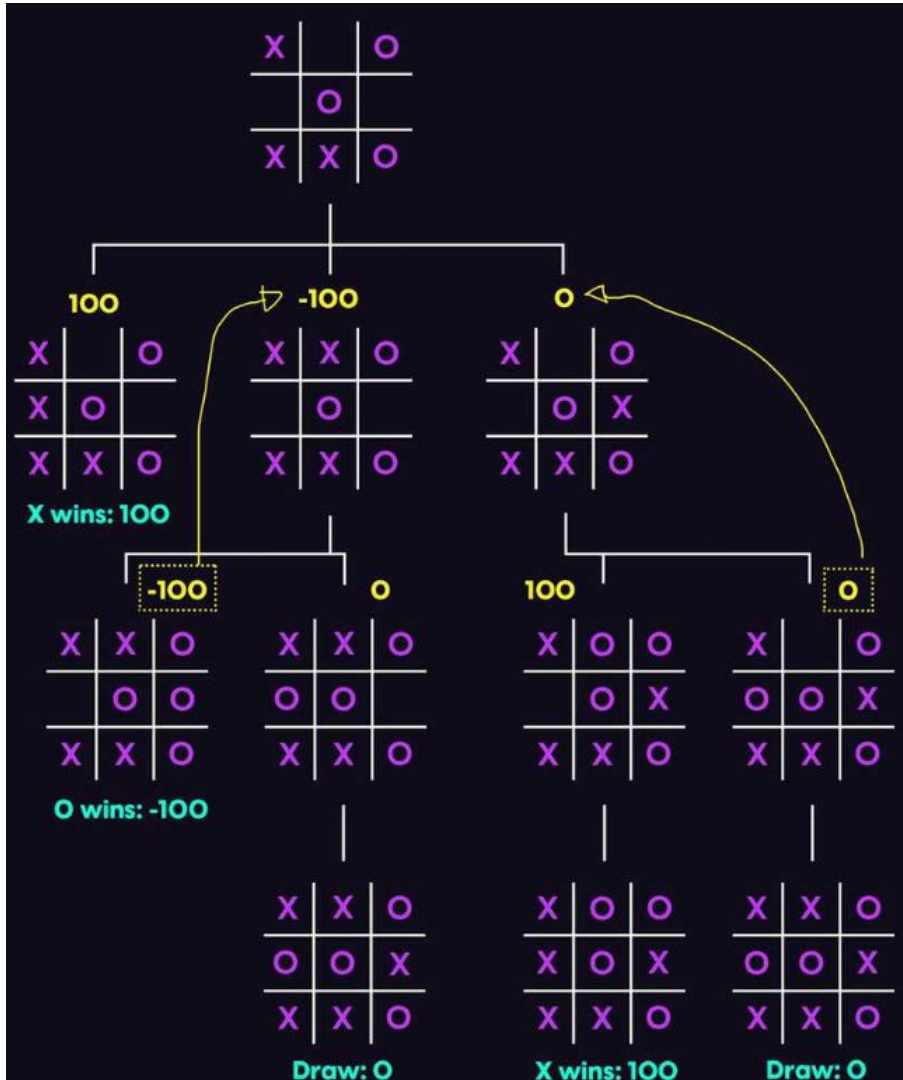 X O
O
X X O
100 -100 0
X O X X O X O
X O O O X
X X O X X O X X O
X wins: 100
-100 0 100 0
X X O X X O X O O X O
O O O O O X O O X
X X O X X O X X O X X O
O wins: -100
X X O X O O X X O
O O X X O X O O X
X X O X X O X X O
Draw: 0 X wins: 100 Draw: 0